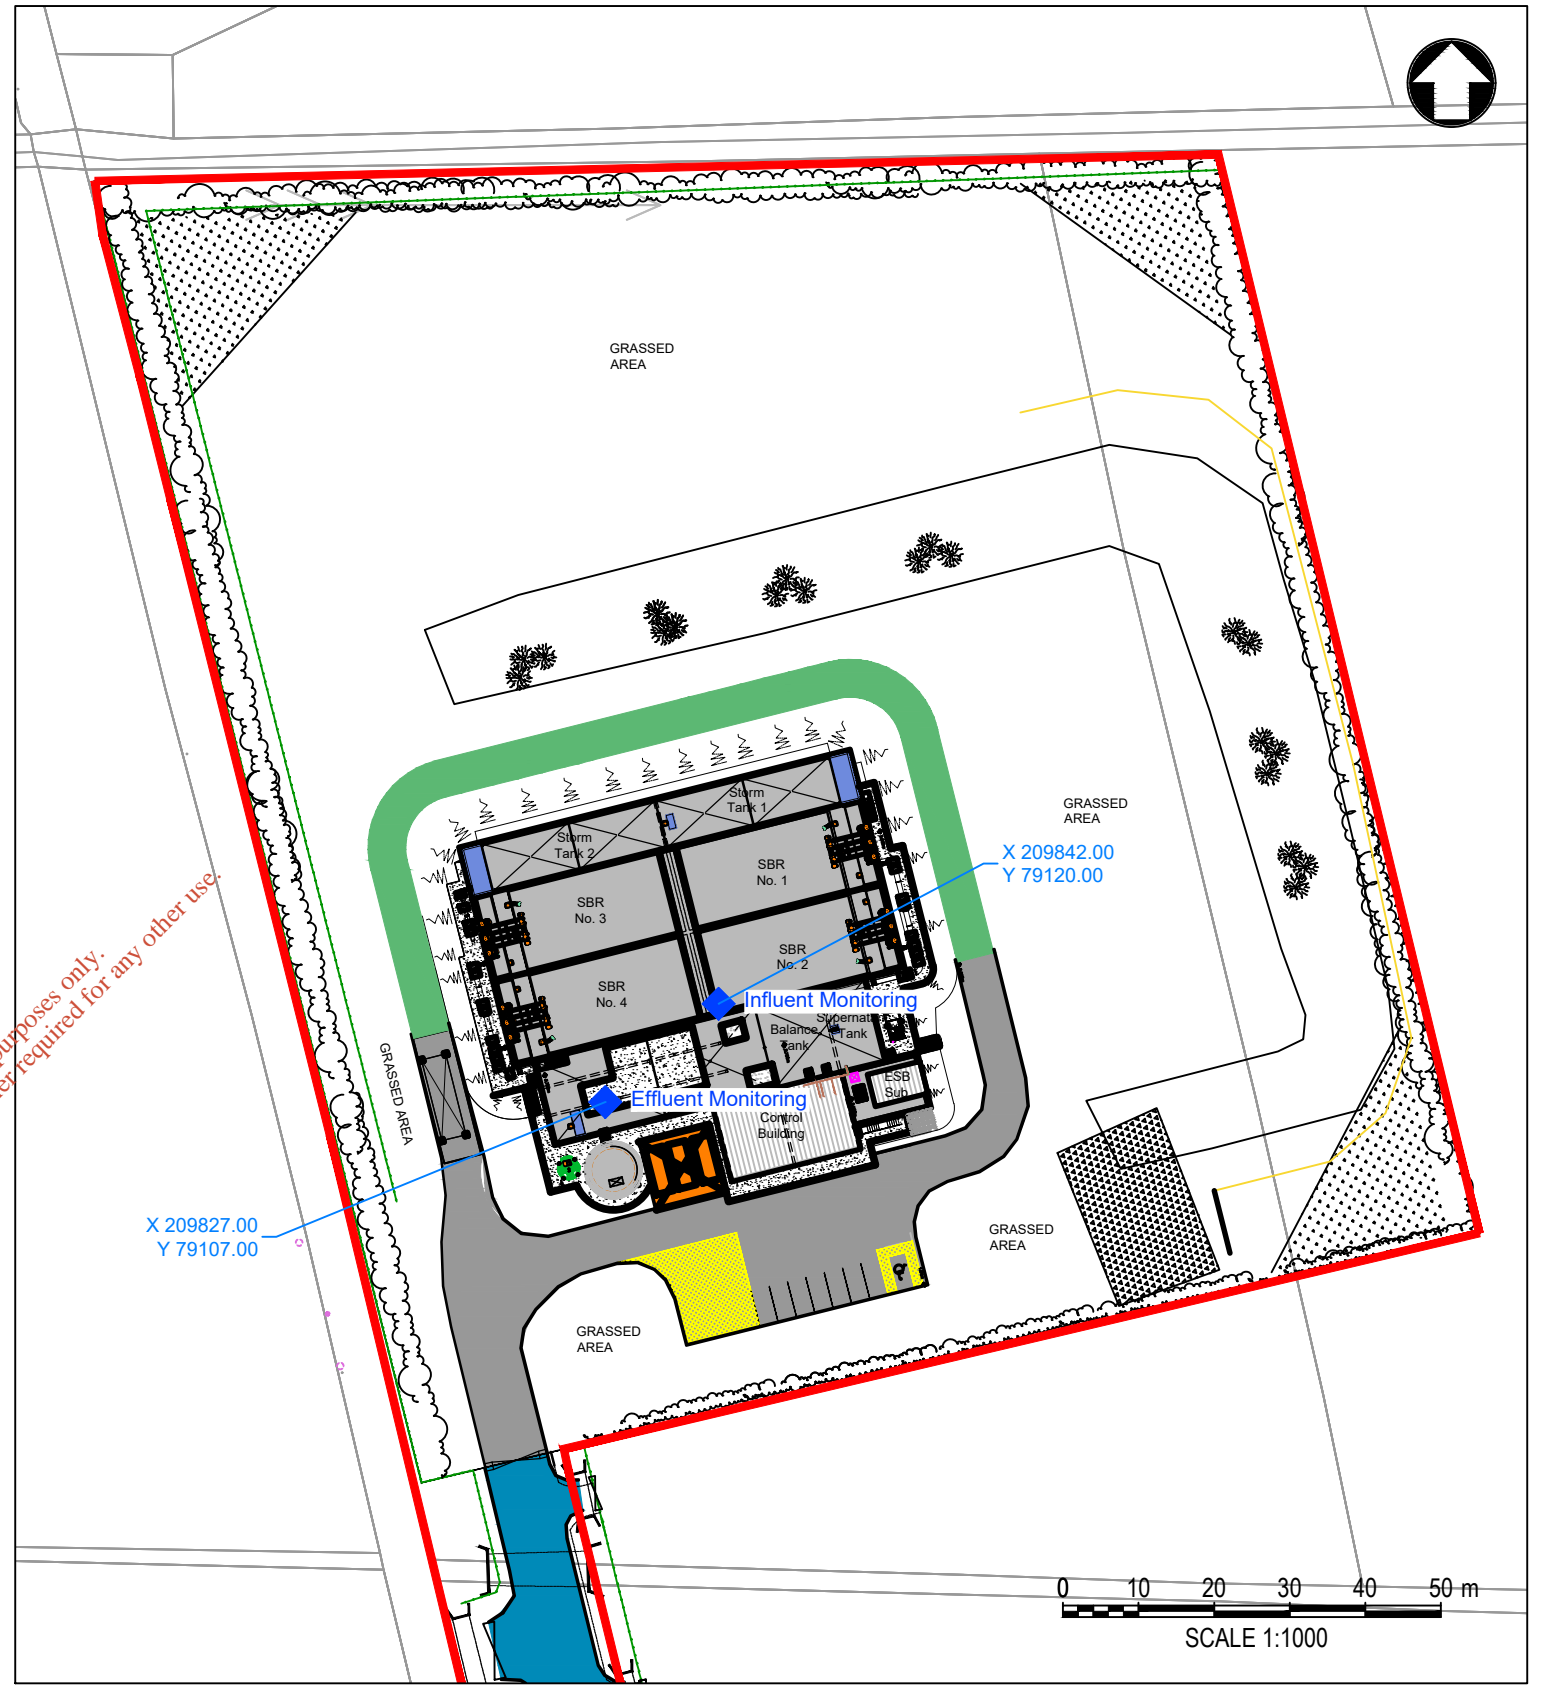 GRASSED
AREA
Storm
Tank 1
Storm
Tank 2
GRASSED
AREA
X 209842.00
Y 79120.00
SBR
No. 1
SBR
No. 3
SBR
No. 2
SBR
No. 4
Influent Monitoring
Tank
Balance
Tank
ESB
Sub
Effluent Monitoring
Control
Building
GRASSED AREA
purposes only.
required for any other use.
X 209827.00
Y 79107.00
GRASSED
AREA
GRASSED
AREA
0 10 20 30 40 50 m
SCALE 1:1000